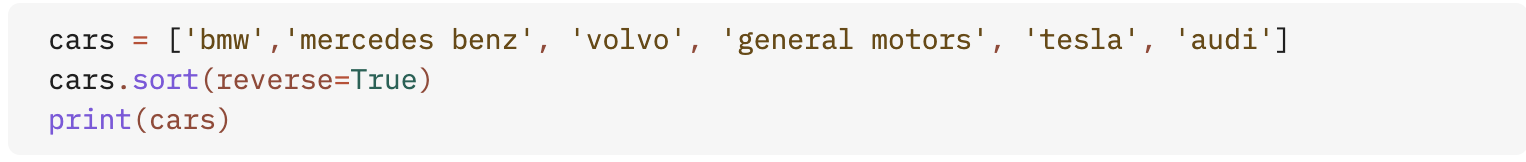 cars = ['bmw','mercedes benz', 'volvo', 'general motors', 'tesla', 'audi']
cars.sort(reverse=True)
print(cars)